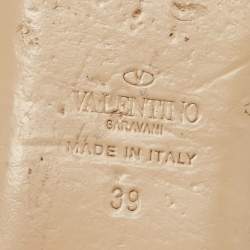 VALENTINO
GARAVANI
MADE IN ITALY
39